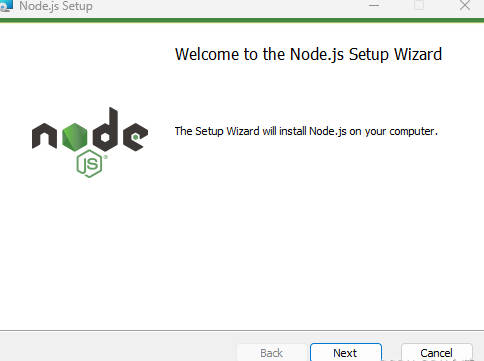 Node.js Setup
Welcome to the Node.js Setup Wizard
The Setup Wizard will install Node.js on your computer.
node
JS®
Back
Next
Cancel